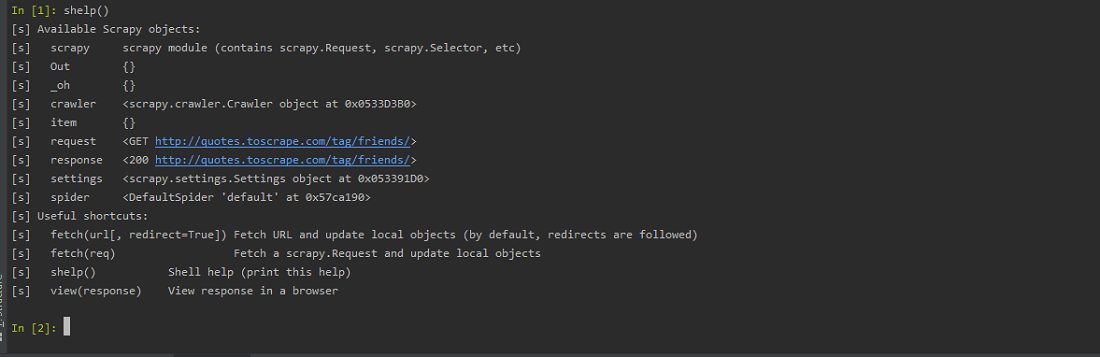 In [1]: shelp()
[s] Available Scrapy objects:
[s]   scrapy     scrapy module (contains scrapy.Request, scrapy.Selector, etc)
[s]   Out        {}
[s]   _oh        {}
[s]   crawler    <scrapy.crawler.Crawler object at 0x0533D3B0>
[s]   item       {}
[s]   request    <GET http://quotes.toscrape.com/tag/friends/>
[s]   response   <200 http://quotes.toscrape.com/tag/friends/>
[s]   settings   <scrapy.settings.Settings object at 0x053391D0>
[s]   spider     <DefaultSpider 'default' at 0x57ca190>
[s] Useful shortcuts:
[s]   fetch(url[, redirect=True]) Fetch URL and update local objects (by default, redirects are followed)
[s]   fetch(req)                  Fetch a scrapy.Request and update local objects
[s]   shelp()           Shell help (print this help)
[s]   view(response)    View response in a browser
In [2]: